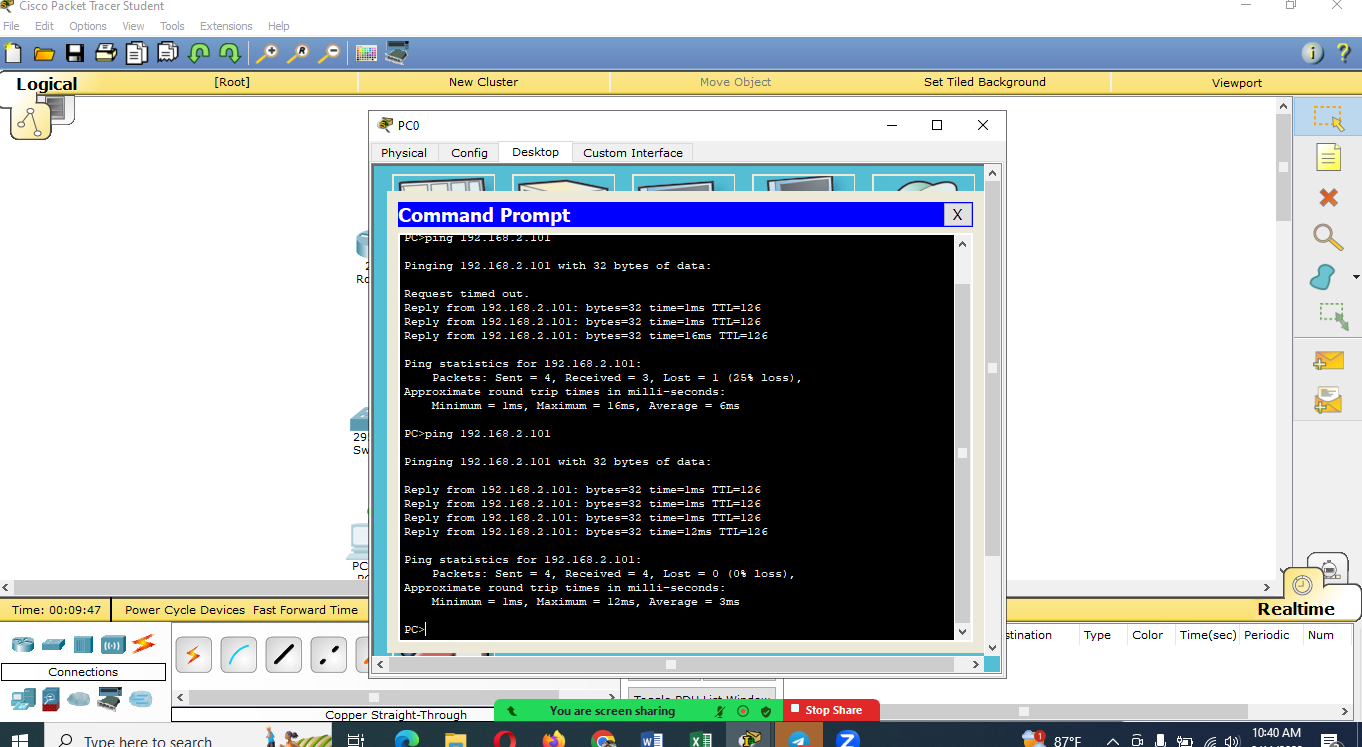 Cisco Packet Tracer Student
File Edit Options View Tools Extensions Help
Logical [Root] New Cluster Move Object Set Tiled Background Viewport
PC0
Physical Config Desktop Custom Interface
Command Prompt X
PC>ping 192.168.2.101
Pinging 192.168.2.101 with 32 bytes of data:
Request timed out.
Reply from 192.168.2.101: bytes=32 time=1ms TTL=126
Reply from 192.168.2.101: bytes=32 time=1ms TTL=126
Reply from 192.168.2.101: bytes=32 time=16ms TTL=126
Ping statistics for 192.168.2.101:
Packets: Sent = 4, Received = 3, Lost = 1 (25% loss),
Approximate round trip times in milli-seconds:
Minimum = 1ms, Maximum = 16ms, Average = 6ms
PC>ping 192.168.2.101
Pinging 192.168.2.101 with 32 bytes of data:
Reply from 192.168.2.101: bytes=32 time=1ms TTL=126
Reply from 192.168.2.101: bytes=32 time=1ms TTL=126
Reply from 192.168.2.101: bytes=32 time=1ms TTL=126
Reply from 192.168.2.101: bytes=32 time=12ms TTL=126
Ping statistics for 192.168.2.101:
Packets: Sent = 4, Received = 4, Lost = 0 (0% loss),
Approximate round trip times in milli-seconds:
Minimum = 1ms, Maximum = 12ms, Average = 3ms
PC>
Time: 00:09:47 Power Cycle Devices Fast Forward Time Realtime
stination Type Color Time(sec) Periodic Num
Connections
Toggle PDU List Window
Copper Straight-Through
You are screen sharing Stop Share
Type here to search 87°F 10:40 AM